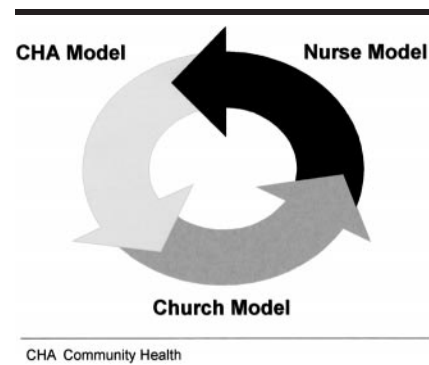 CHA Model
Nurse Model
Church Model
CHA Community Health